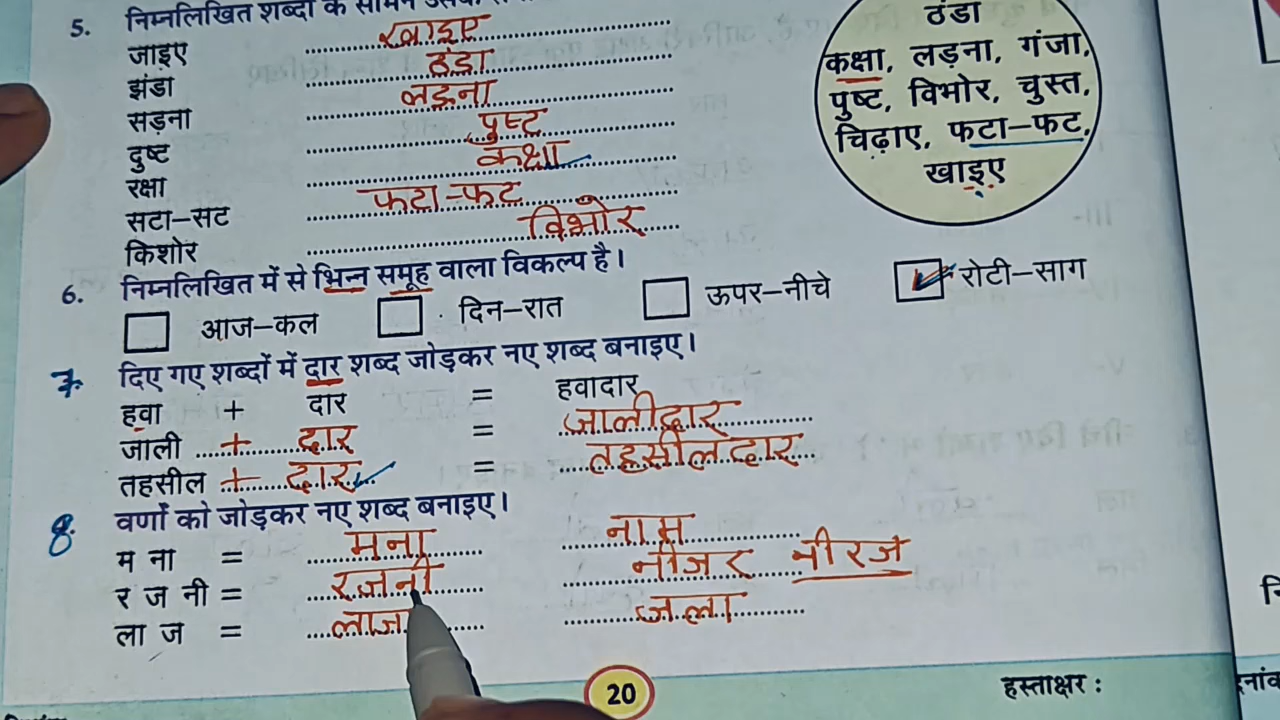 5. निम्नलिखित शब्दों के सामने
जाइए खाइए
झंडा ठंडा
सड़ना लड़ना
दुष्ट पुष्ट
रक्षा कक्षा
सटा–सट फटा-फट
किशोर विभोर
ठंडा
कक्षा, लड़ना, गंजा,
पुष्ट, विभोर, चुस्त,
चिढ़ाए, फटा–फट,
खाइए
6. निम्नलिखित में से भिन्न समूह वाला विकल्प है।
आज–कल दिन–रात ऊपर–नीचे रोटी–साग
7. दिए गए शब्दों में दार शब्द जोड़कर नए शब्द बनाइए।
हवा + दार = हवादार
जाली + दार = जालीदार
तहसील + दार = तहसीलदार
8. वर्णों को जोड़कर नए शब्द बनाइए।
म ना = मना नाम
र ज नी = रजनी नीजर नीरज
ला ज = लाज जला
20
हस्ताक्षर :